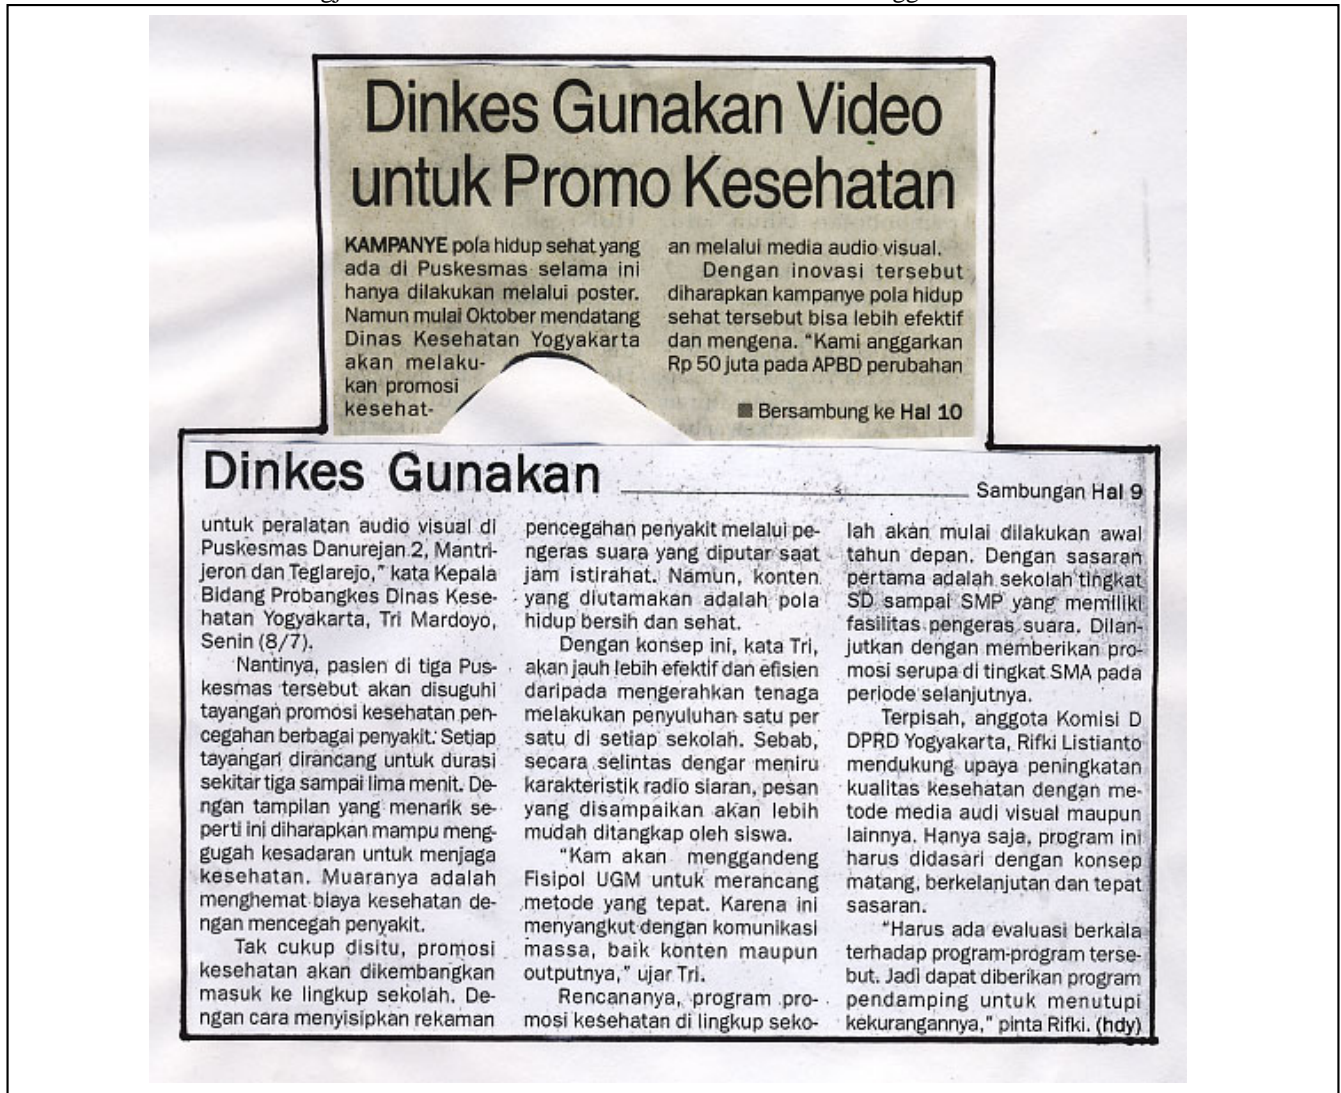 Dinkes Gunakan Video
untuk Promo Kesehatan
KAMPANYE pola hidup sehat yang
ada di Puskesmas selama ini
hanya dilakukan melalui poster.
Namun mulai Oktober mendatang
Dinas Kesehatan Yogyakarta
akan melaku-
kan promosi
kesehat-
an melalui media audio visual.
Dengan inovasi tersebut
diharapkan kampanye pola hidup
sehat tersebut bisa lebih efektif
dan mengena. "Kami anggarkan
Rp 50 juta pada APBD perubahan
Bersambung ke Hal 10
Dinkes Gunakan
Sambungan Hal 9
untuk peralatan audio visual di
Puskesmas Danurejan 2, Mantri-
jeron dan Teglarejo," kata Kepala
Bidang Probangkes Dinas Kese-
hatan Yogyakarta, Tri Mardoyo,
Senin (8/7).
Nantinya, pasien di tiga Pus-
kesmas tersebut akan disuguhi
tayangan promosi kesehatan pen-
cegahan berbagai penyakit. Setiap
tayangan dirancang untuk durasi
sekitar tiga sampai lima menit. De-
ngan tampilan yang menarik se-
perti ini diharapkan mampu meng-
gugah kesadaran untuk menjaga
kesehatan. Muaranya adalah
menghemat biaya kesehatan de-
ngan mencegah penyakit.
Tak cukup disitu, promosi
kesehatan akan dikembangkan
masuk ke lingkup sekolah. De-
ngan cara menyisipkan rekaman
pencegahan penyakit melalui pe-
ngeras suara yang diputar saat
jam istirahat. Namun, konten
yang diutamakan adalah pola
hidup bersih dan sehat.
Dengan konsep ini, kata Tri,
akan jauh lebih efektif dan efisien
daripada mengerahkan tenaga
melakukan penyuluhan satu per
satu di setiap sekolah. Sebab,
secara selintas dengar meniru
karakteristik radio siaran, pesan
yang disampaikan akan lebih
mudah ditangkap oleh siswa.
"Kam akan menggandeng
Fisipol UGM untuk merancang
metode yang tepat. Karena ini
menyangkut dengan komunikasi
massa, baik konten maupun
outputnya," ujar Tri.
Rencananya, program pro-
mosi kesehatan di lingkup seko-
lah akan mulai dilakukan awal
tahun depan. Dengan sasaran
pertama adalah sekolah tingkat
SD sampai SMP yang memiliki
fasilitas pengeras suara. Dilan-
jutkan dengan memberikan pro-
mosi serupa di tingkat SMA pada
periode selanjutnya.
Terpisah, anggota Komisi D
DPRD Yogyakarta, Rifki Listianto
mendukung upaya peningkatan
kualitas kesehatan dengan me-
tode media audi visual maupun
lainnya. Hanya saja, program ini
harus didasari dengan konsep
matang, berkelanjutan dan tepat
sasaran.
"Harus ada evaluasi berkala
terhadap program-program terse-
but. Jadi dapat diberikan program
pendamping untuk menutupi
kekurangannya," pinta Rifki. (hdy)